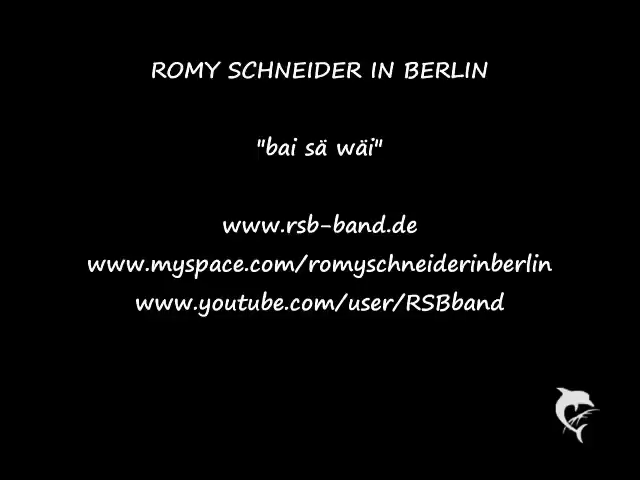 ROMY SCHNEIDER IN BERLIN
"bai sä wäi"
www.rsb-band.de
www.myspace.com/romyschneiderinberlin
www.youtube.com/user/RSBband